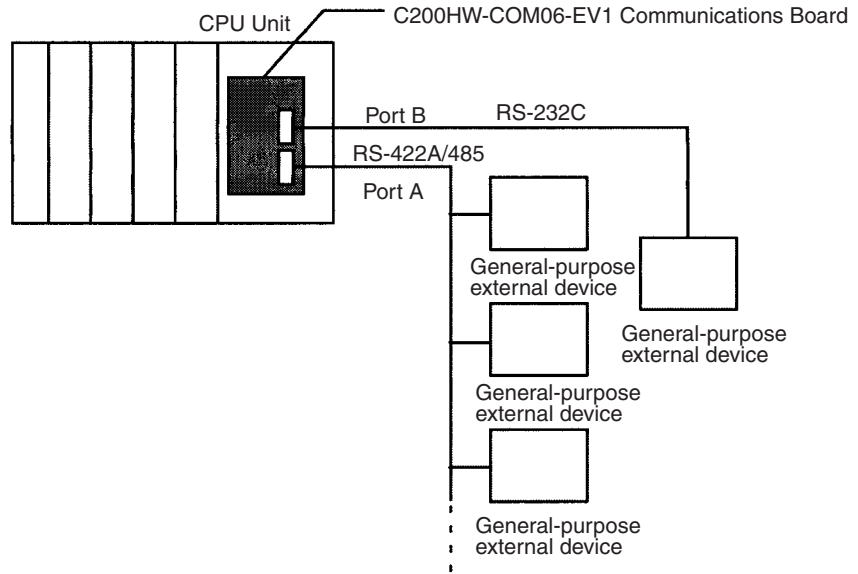 C200HW-COM06-EV1 Communications Board
CPU Unit
Port B
RS-232C
RS-422A/485
Port A
General-purpose
external device
General-purpose
external device
General-purpose
external device
General-purpose
external device